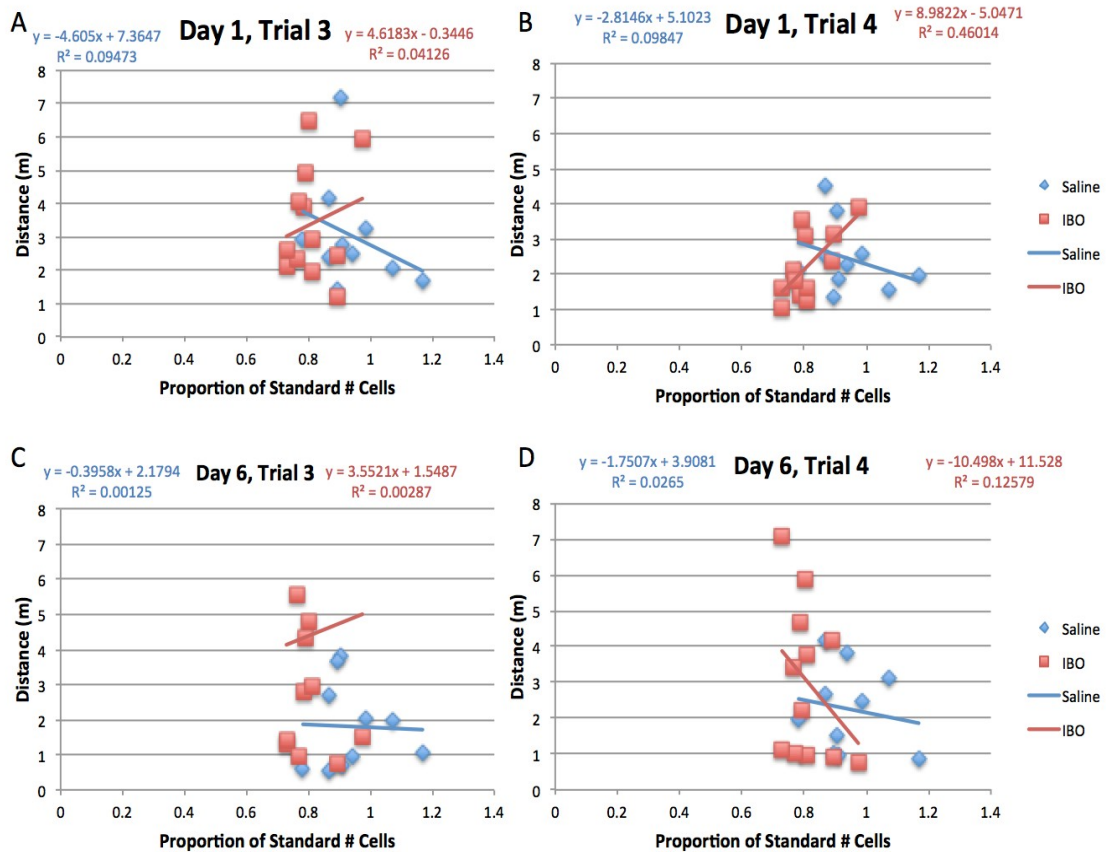 A
Day 1, Trial 3
y = -4.605x + 7.3647
R² = 0.09473
y = 4.6183x - 0.3446
R² = 0.04126
8
7
6
5
4
3
2
1
0
Distance (m)
0 0.2 0.4 0.6 0.8 1 1.2 1.4
Proportion of Standard # Cells
B
Day 1, Trial 4
y = -2.8146x + 5.1023
R² = 0.09847
y = 8.9822x - 5.0471
R² = 0.46014
8
7
6
5
4
3
2
1
0
Distance (m)
0 0.2 0.4 0.6 0.8 1 1.2 1.4
Proportion of Standard # Cells
Saline
IBO
Saline
IBO
C
Day 6, Trial 3
y = -0.3958x + 2.1794
R² = 0.00125
y = 3.5521x + 1.5487
R² = 0.00287
8
7
6
5
4
3
2
1
0
Distance (m)
0 0.2 0.4 0.6 0.8 1 1.2 1.4
Proportion of Standard # Cells
D
Day 6, Trial 4
y = -1.7507x + 3.9081
R² = 0.0265
y = -10.498x + 11.528
R² = 0.12579
8
7
6
5
4
3
2
1
0
Distance (m)
0 0.2 0.4 0.6 0.8 1 1.2 1.4
Proportion of Standard # Cells
Saline
IBO
Saline
IBO